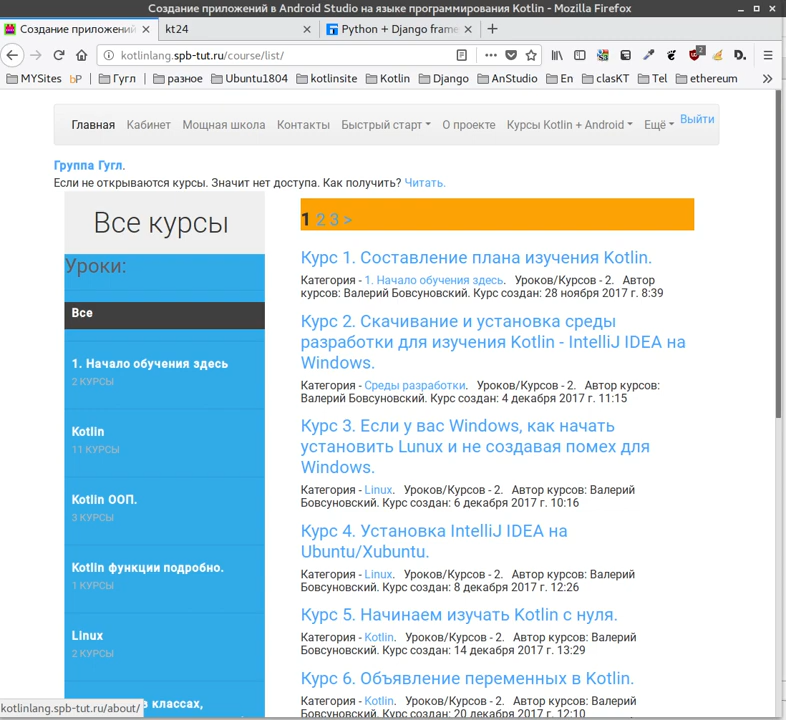 Создание приложений в Android Studio на языке программирования Kotlin - Mozilla Firefox
Создание приложений
kt24
Python + Django frame
kotlinlang.spb-tut.ru/course/list/
MYSites
ЬР
Гугл
разное
Ubuntu1804
kotlinsite
Kotlin
Django
AnStudio
En
clasKT
Tel
ethereum
Главная Кабинет Мощная школа Контакты Быстрый старт О проекте Курсы Kotlin + Android Ещё Выйти
Группа Гугл.
Если не открываются курсы. Значит нет доступа. Как получить? Читать.
Все курсы
Уроки:
Все
1. Начало обучения здесь
2 КУРСЫ
Kotlin
11 КУРСЫ
Kotlin ООП.
3 КУРСЫ
Kotlin функции подробно.
1 КУРСЫ
Linux
2 КУРСЫ
в классах,
1 2 3 >
Курс 1. Составление плана изучения Kotlin.
Категория - 1. Начало обучения здесь. Уроков/Курсов - 2. Автор
курсов: Валерий Бовсуновский. Курс создан: 28 ноября 2017 г. 8:39
Курс 2. Скачивание и установка среды
разработки для изучения Kotlin - IntelliJ IDEA на
Windows.
Категория - Среды разработки. Уроков/Курсов - 2. Автор курсов:
Валерий Бовсуновский. Курс создан: 4 декабря 2017 г. 11:15
Курс 3. Если у вас Windows, как начать
установить Lunux и не создавая помех для
Windows.
Категория - Linux. Уроков/Курсов - 2. Автор курсов: Валерий
Бовсуновский. Курс создан: 6 декабря 2017 г. 10:16
Курс 4. Установка IntelliJ IDEA на
Ubuntu/Xubuntu.
Категория - Linux. Уроков/Курсов - 2. Автор курсов: Валерий
Бовсуновский. Курс создан: 8 декабря 2017 г. 12:26
Курс 5. Начинаем изучать Kotlin с нуля.
Категория - Kotlin. Уроков/Курсов - 2. Автор курсов: Валерий
Бовсуновский. Курс создан: 14 декабря 2017 г. 13:29
Курс 6. Объявление переменных в Kotlin.
Категория - Kotlin. Уроков/Курсов - 2. Автор курсов: Валерий
Бовсуновский. Курс создан: 20 декабря 2017 г. 12:10
kotlinlang.spb-tut.ru/about/